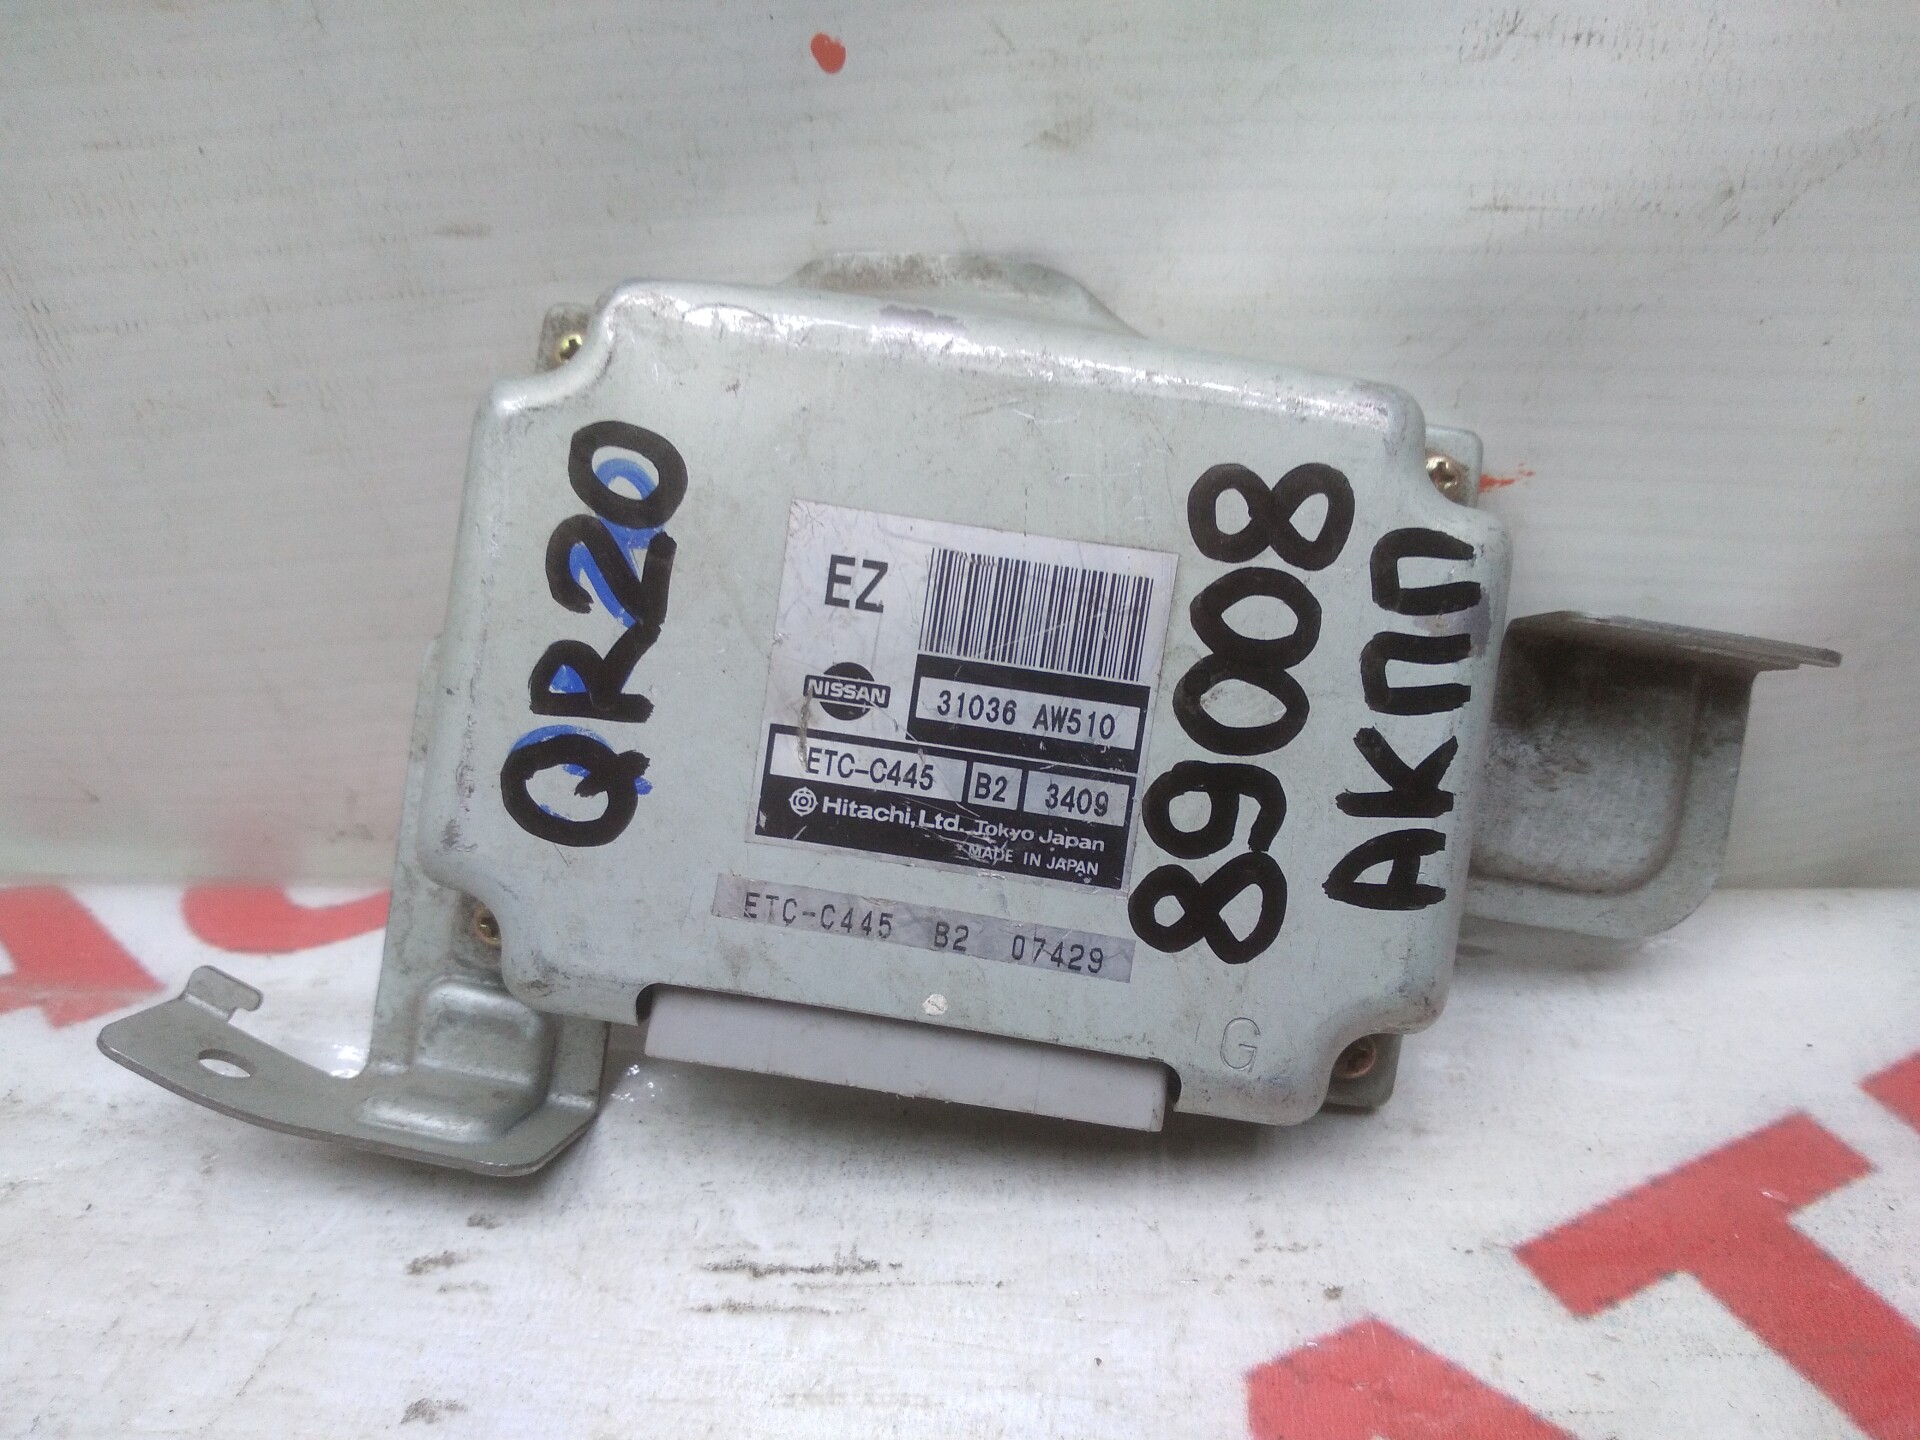 QR20
EZ
NISSAN
31036 AW510
ETC-C445 B2 3409
Hitachi, Ltd. Tokyo Japan
MADE IN JAPAN
ETC-C445 B2 07429
G
89008
АКПП